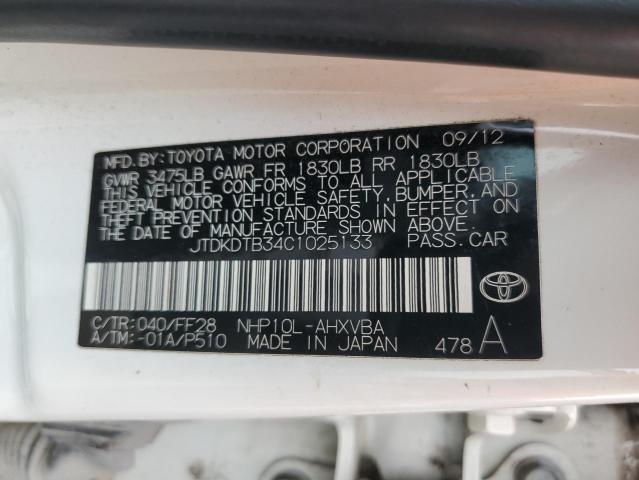 MFD. BY: TOYOTA MOTOR CORPORATION 09/12
GVWR 3475LB GAWR FR 1830LB RR 1830LB
THIS VEHICLE CONFORMS TO ALL APPLICABLE
FEDERAL MOTOR VEHICLE SAFETY, BUMPER, AND
THEFT PREVENTION STANDARDS IN EFFECT ON
THE DATE OF MANUFACTURE SHOWN ABOVE.
JTDKDTB34C1025133 PASS. CAR
C/TR: 040/FF28 NHP10L-AHXVBA
A/TM: -01A/P510 MADE IN JAPAN 478 A
TOYOTA